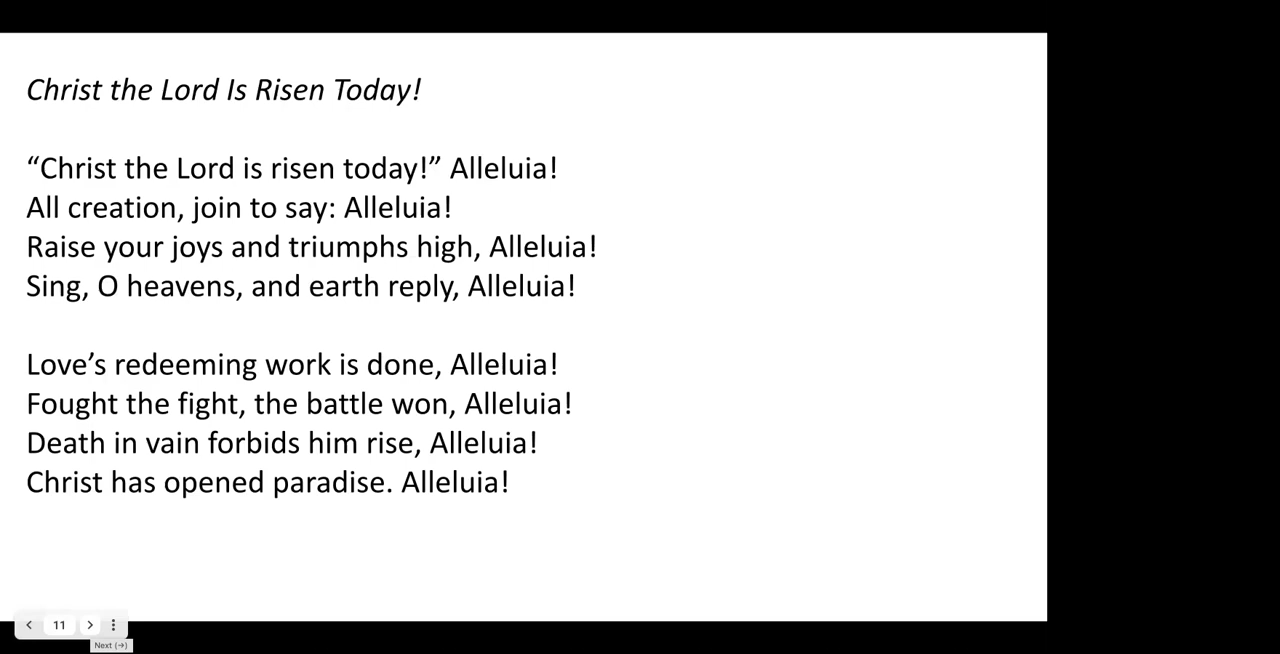 Christ the Lord Is Risen Today!
“Christ the Lord is risen today!” Alleluia!
All creation, join to say: Alleluia!
Raise your joys and triumphs high, Alleluia!
Sing, O heavens, and earth reply, Alleluia!
Love’s redeeming work is done, Alleluia!
Fought the fight, the battle won, Alleluia!
Death in vain forbids him rise, Alleluia!
Christ has opened paradise. Alleluia!
11
Next (→)